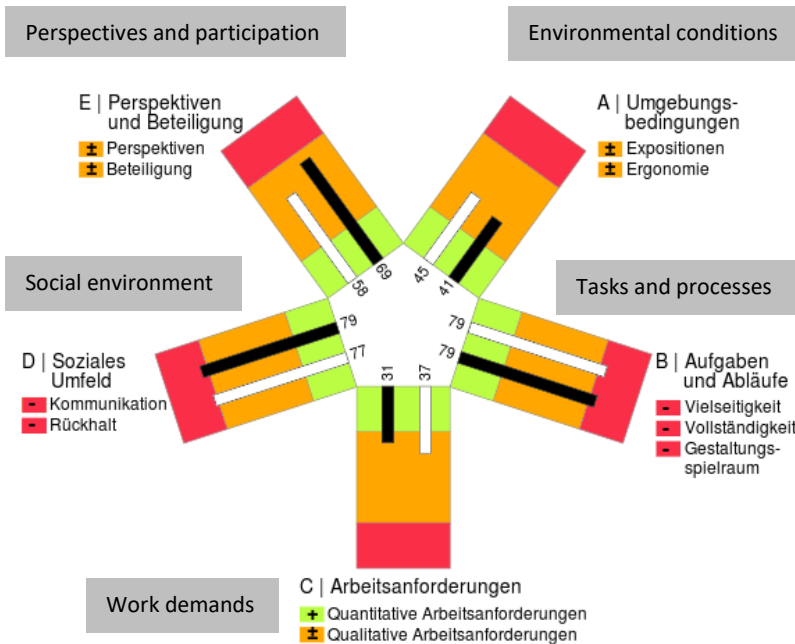 Perspectives and participation
Environmental conditions
E | Perspektiven
und Beteiligung
± Perspektiven
± Beteiligung
A | Umgebungs-
bedingungen
± Expositionen
± Ergonomie
58
69
45
41
Social environment
Tasks and processes
79
77
79
79
D | Soziales
Umfeld
- Kommunikation
- Rückhalt
B | Aufgaben
und Abläufe
- Vielseitigkeit
- Vollständigkeit
- Gestaltungs-
spielraum
31
37
Work demands
C | Arbeitsanforderungen
+ Quantitative Arbeitsanforderungen
± Qualitative Arbeitsanforderungen